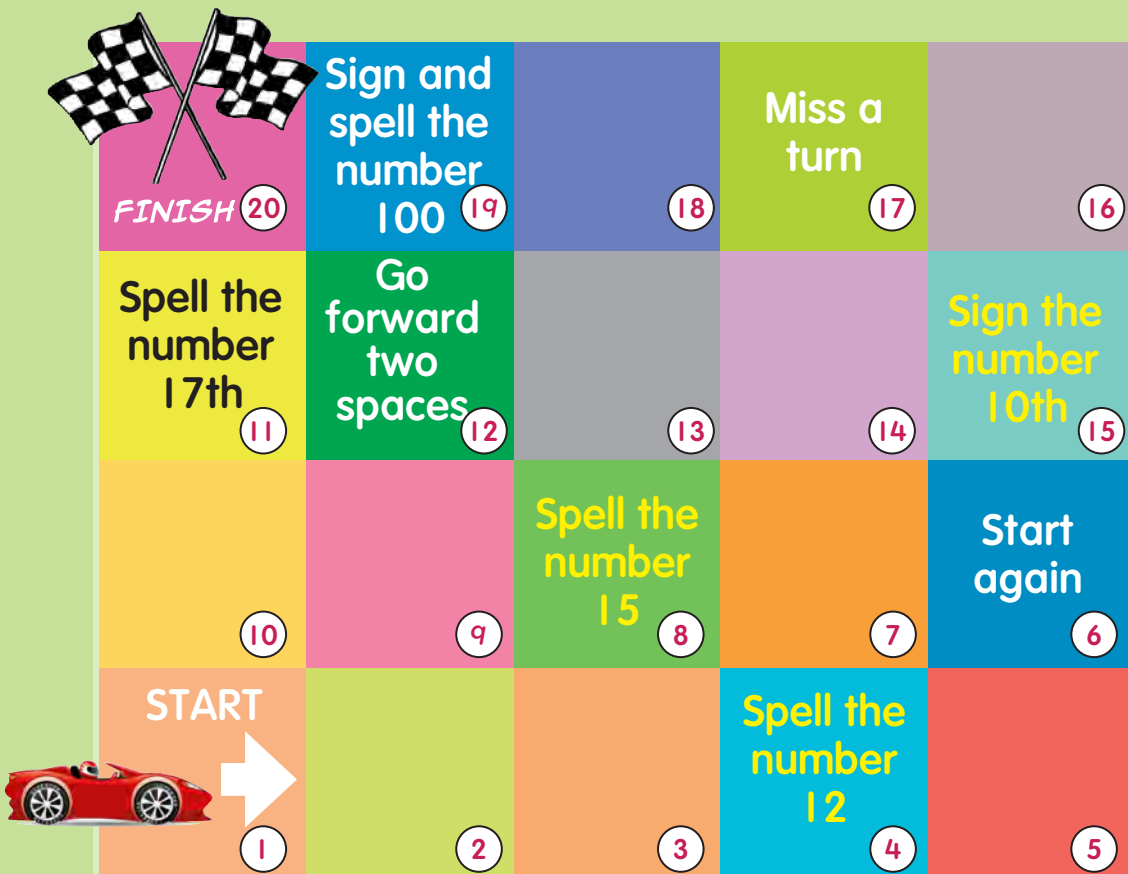 FINISH 20
Sign and
spell the
number
100 19
18
Miss a
turn
17
16
Spell the
number
17th
11
Go
forward
two
spaces
12
13
14
Sign the
number
10th
15
10
9
Spell the
number
15
8
7
Start
again
6
START
1
2
3
Spell the
number
12
4
5